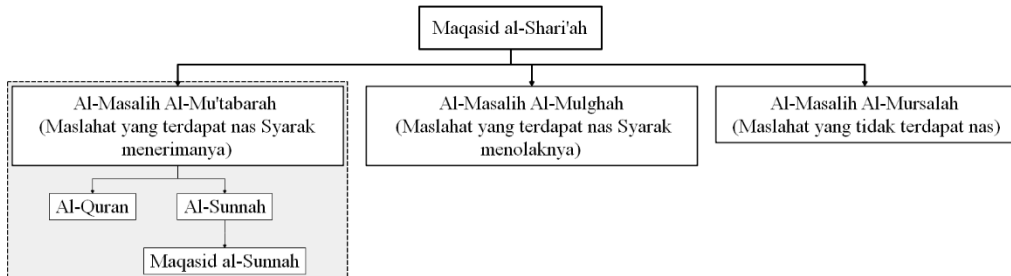 Maqasid al-Shari'ah
Al-Masalih Al-Mu'tabarah
(Maslahat yang terdapat nas Syarak
menerimanya)
Al-Masalih Al-Mulghah
(Maslahat yang terdapat nas Syarak
menolaknya)
Al-Masalih Al-Mursalah
(Maslahat yang tidak terdapat nas)
Al-Quran
Al-Sunnah
Maqasid al-Sunnah